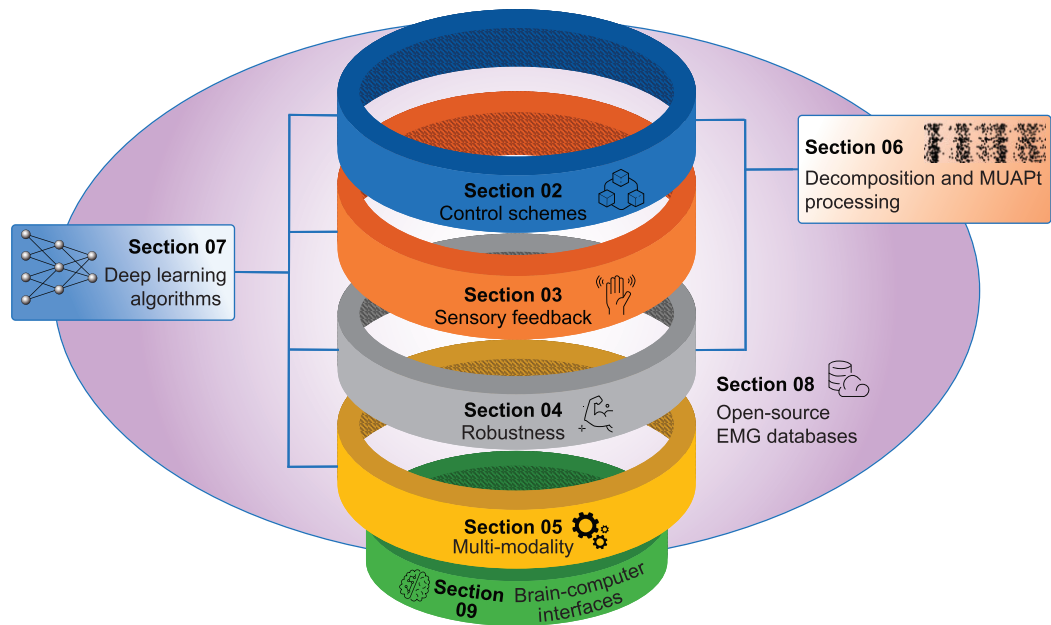 Section 02
Control schemes
Section 06
Decomposition and MUAPt
processing
Section 07
Deep learning
algorithms
Section 03
Sensory feedback
Section 04
Robustness
Section 08
Open-source
EMG databases
Section 05
Multi-modality
Section
09
Brain-computer
interfaces